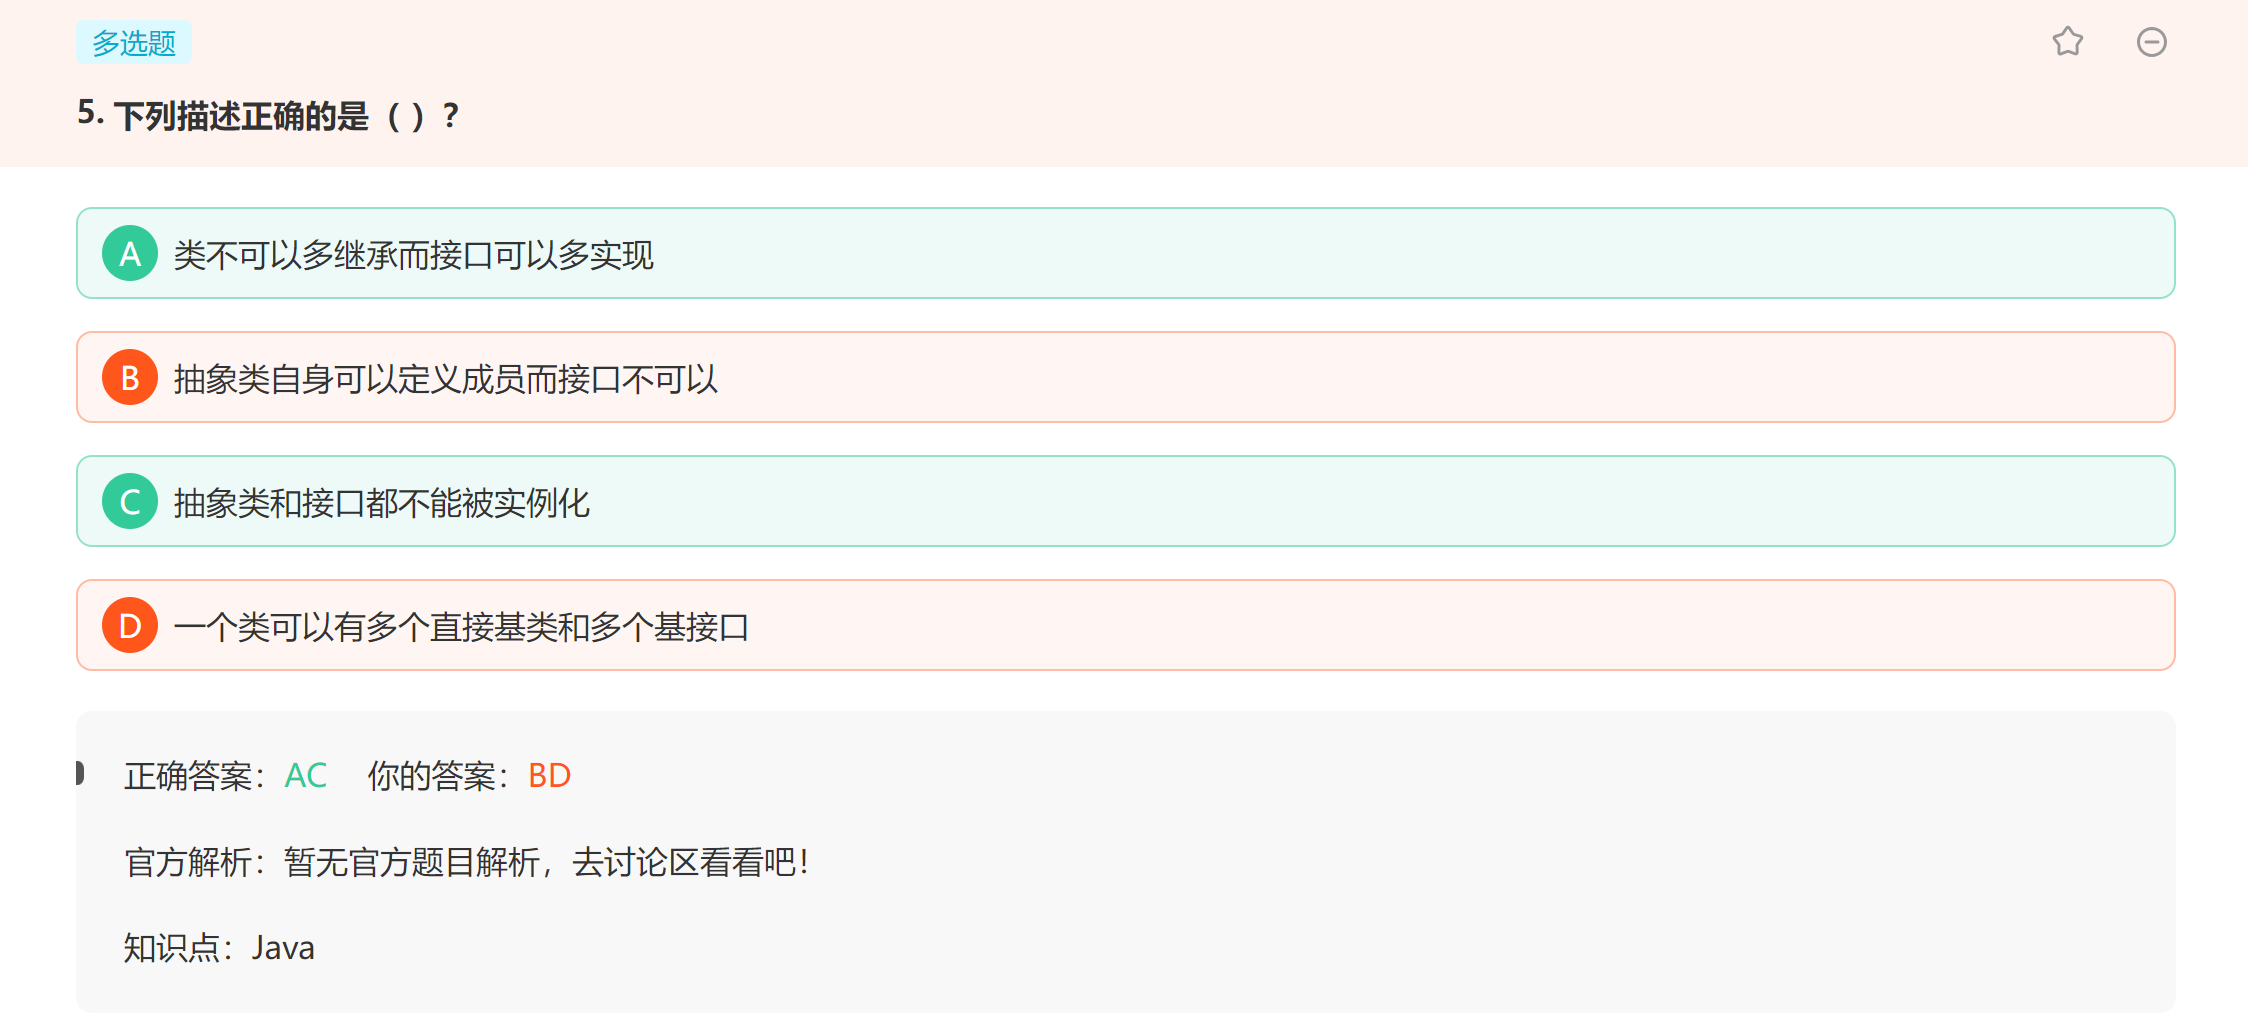 多选题
5. 下列描述正确的是（ ）？
A 类不可以多继承而接口可以多实现
B 抽象类自身可以定义成员而接口不可以
C 抽象类和接口都不能被实例化
D 一个类可以有多个直接基类和多个基接口
正确答案：AC 你的答案：BD
官方解析：暂无官方题目解析，去讨论区看看吧！
知识点：Java